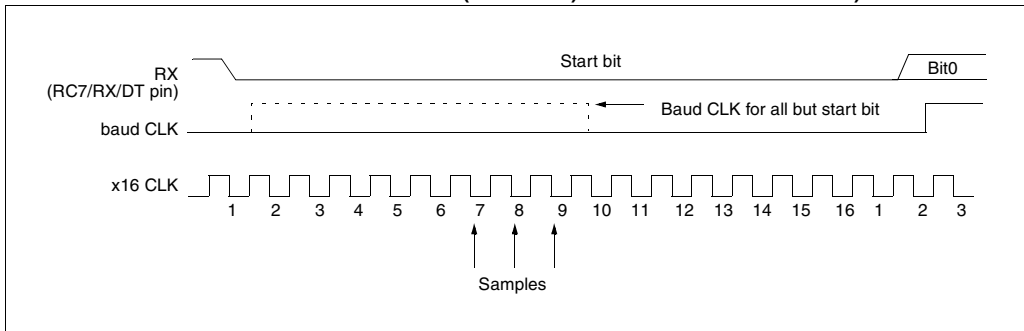 RX
(RC7/RX/DT pin)
Start bit
Bit0
baud CLK
Baud CLK for all but start bit
x16 CLK
1 2 3 4 5 6 7 8 9 10 11 12 13 14 15 16 1 2 3
Samples